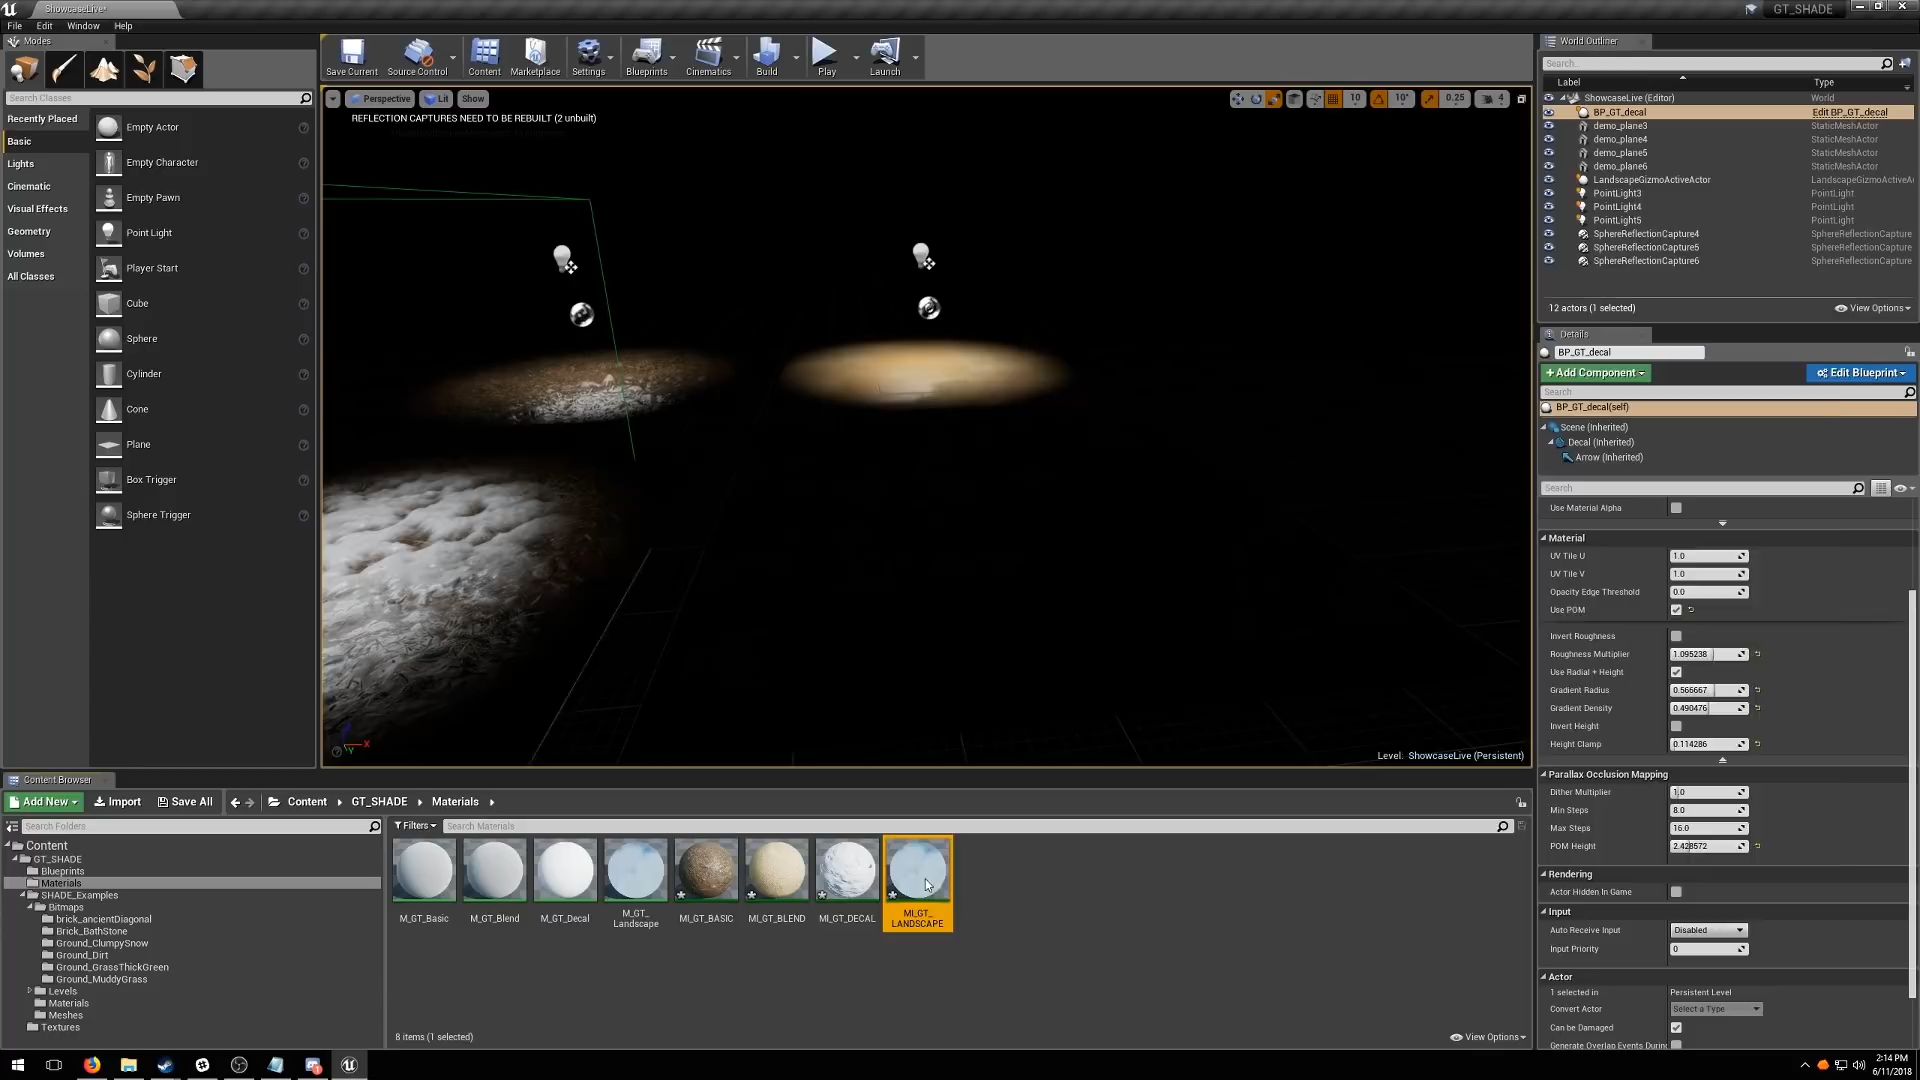 ShowcaseLive*
GT_SHADE
File Edit Window Help
Modes
Search Classes
Recently Placed
Basic
Lights
Cinematic
Visual Effects
Geometry
Volumes
All Classes
Empty Actor
Empty Character
Empty Pawn
Point Light
Player Start
Cube
Sphere
Cylinder
Cone
Plane
Box Trigger
Sphere Trigger
Save Current Source Control Content Marketplace Settings Blueprints Cinematics Build Play Launch
Perspective Lit Show
10 10° 0.25 4
REFLECTION CAPTURES NEED TO BE REBUILT (2 unbuilt)
X
Y
Level: ShowcaseLive (Persistent)
World Outliner
Search...
Label Type
ShowcaseLive (Editor) World
BP_GT_decal Edit BP_GT_decal
demo_plane3 StaticMeshActor
demo_plane4 StaticMeshActor
demo_plane5 StaticMeshActor
demo_plane6 StaticMeshActor
LandscapeGizmoActiveActor LandscapeGizmoActiveA
PointLight3 PointLight
PointLight4 PointLight
PointLight5 PointLight
SphereReflectionCapture4 SphereReflectionCapture
SphereReflectionCapture5 SphereReflectionCapture
SphereReflectionCapture6 SphereReflectionCapture
12 actors (1 selected) View Options
Details
BP_GT_decal
+Add Component Edit Blueprint
Search
BP_GT_decal(self)
Scene (Inherited)
Decal (Inherited)
Arrow (Inherited)
Search
Use Material Alpha
Material
UV Tile U 1.0
UV Tile V 1.0
Opacity Edge Threshold 0.0
Use POM
Invert Roughness
Roughness Multiplier 1.095238
Use Radial + Height
Gradient Radius 0.566667
Gradient Density 0.490476
Invert Height
Height Clamp 0.114286
Parallax Occlusion Mapping
Dither Multiplier 1.0
Min Steps 8.0
Max Steps 16.0
POM Height 2.428572
Rendering
Actor Hidden In Game
Input
Auto Receive Input Disabled
Input Priority 0
Actor
1 selected in Persistent Level
Convert Actor Select a Type
Can be Damaged
Generate Overlap Events During
Content Browser
Add New Import Save All Content GT_SHADE Materials
Search Folders
Content
GT_SHADE
Blueprints
Materials
SHADE_Examples
Bitmaps
brick_ancientDiagonal
Brick_BathStone
Ground_ClumpySnow
Ground_Dirt
Ground_GrassThickGreen
Ground_MuddyGrass
Levels
Materials
Meshes
Textures
Filters Search Materials
M_GT_Basic
M_GT_Blend
M_GT_Decal
M_GT_
Landscape
MI_GT_BASIC
MI_GT_BLEND
MI_GT_DECAL
MI_GT_
LANDSCAPE
8 items (1 selected) View Options
2:14 PM
6/11/2018